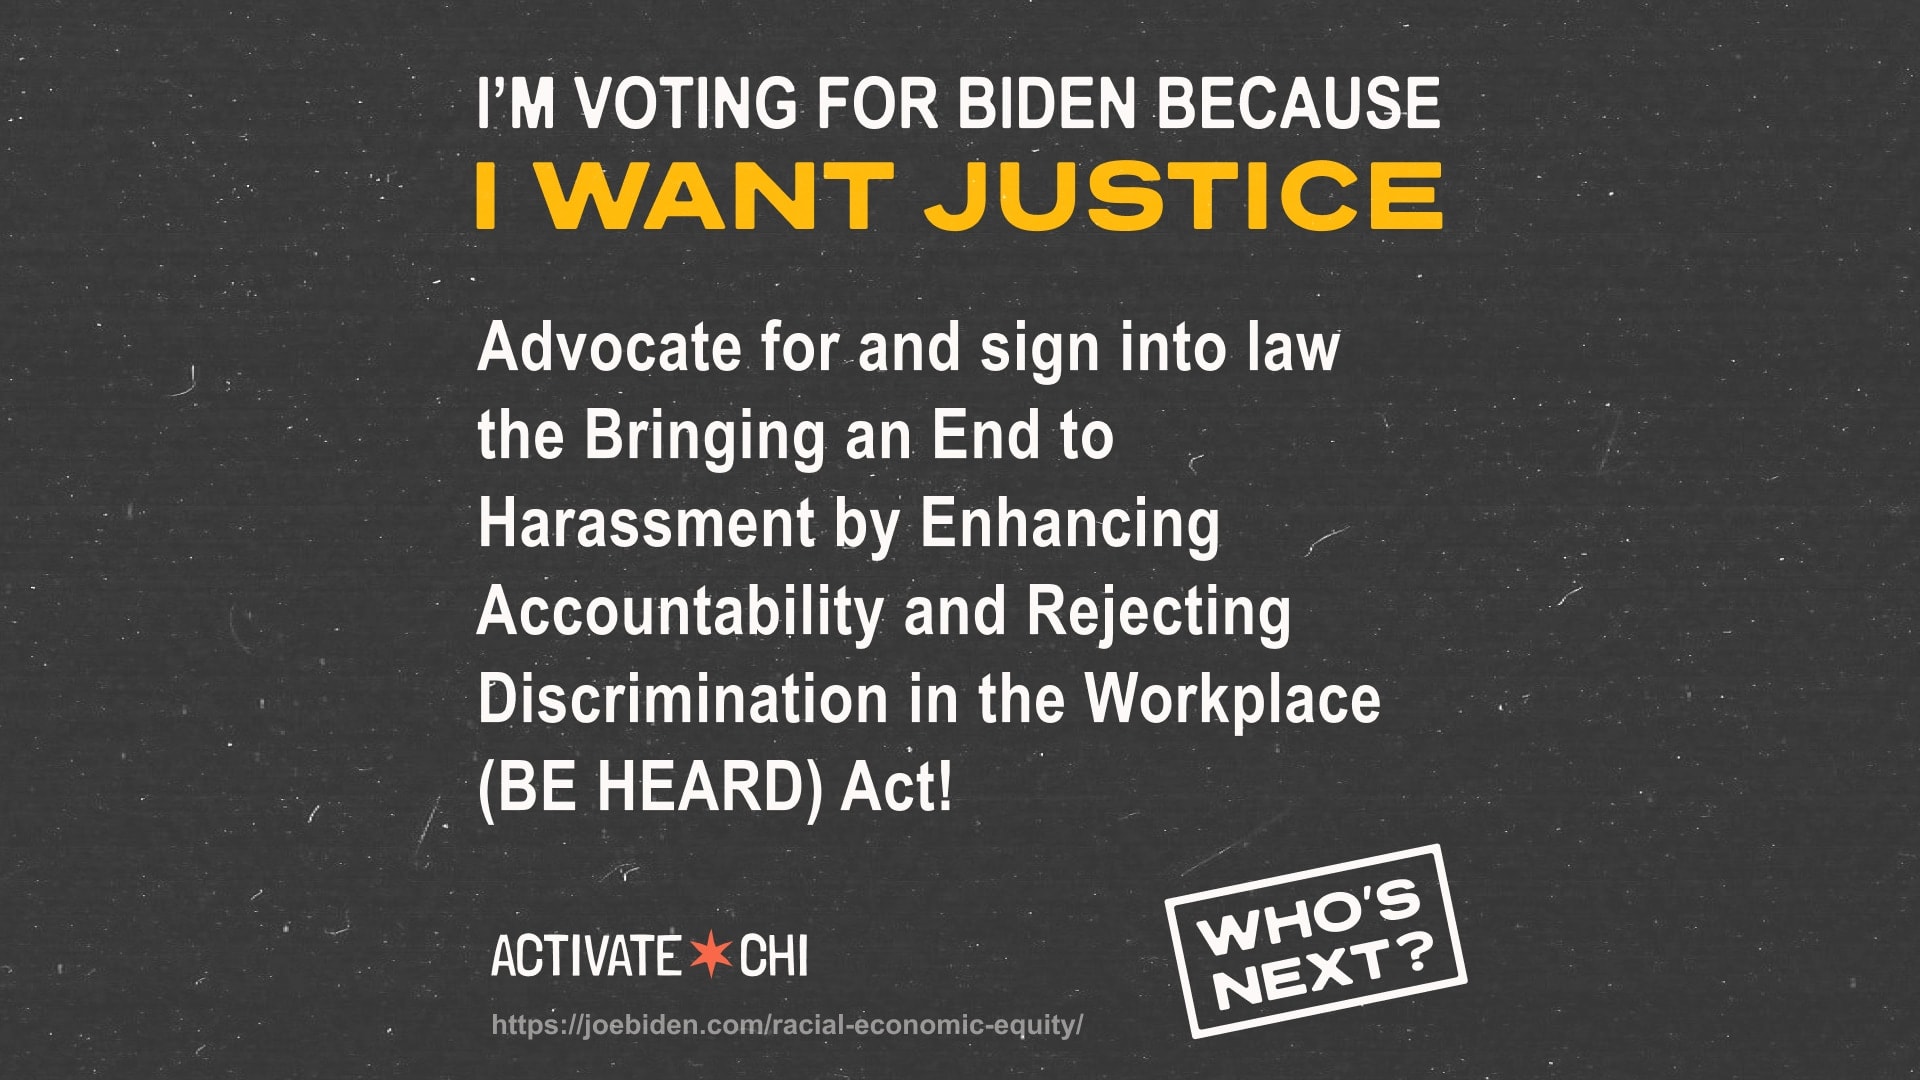 I'M VOTING FOR BIDEN BECAUSE
I WANT JUSTICE
Advocate for and sign into law
the Bringing an End to
Harassment by Enhancing
Accountability and Rejecting
Discrimination in the Workplace
(BE HEARD) Act!
WHO'S
NEXT?
ACTIVATE CHI
https://joebiden.com/racial-economic-equity/